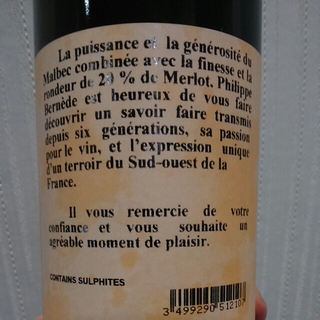 La puissance et la générosité du
Malbec combinée avec la finesse et la
rondeur de 20 % de Merlot. Philippe
Bernède est heureux de vous faire
découvrir un savoir faire transmis
depuis six générations, sa passion
pour le vin, et l'expression unique
d'un terroir du Sud-ouest de la
France.
Il vous remercie de votre
confiance et vous souhaite un
agréable moment de plaisir.
CONTAINS SULPHITES
3 499290 51210